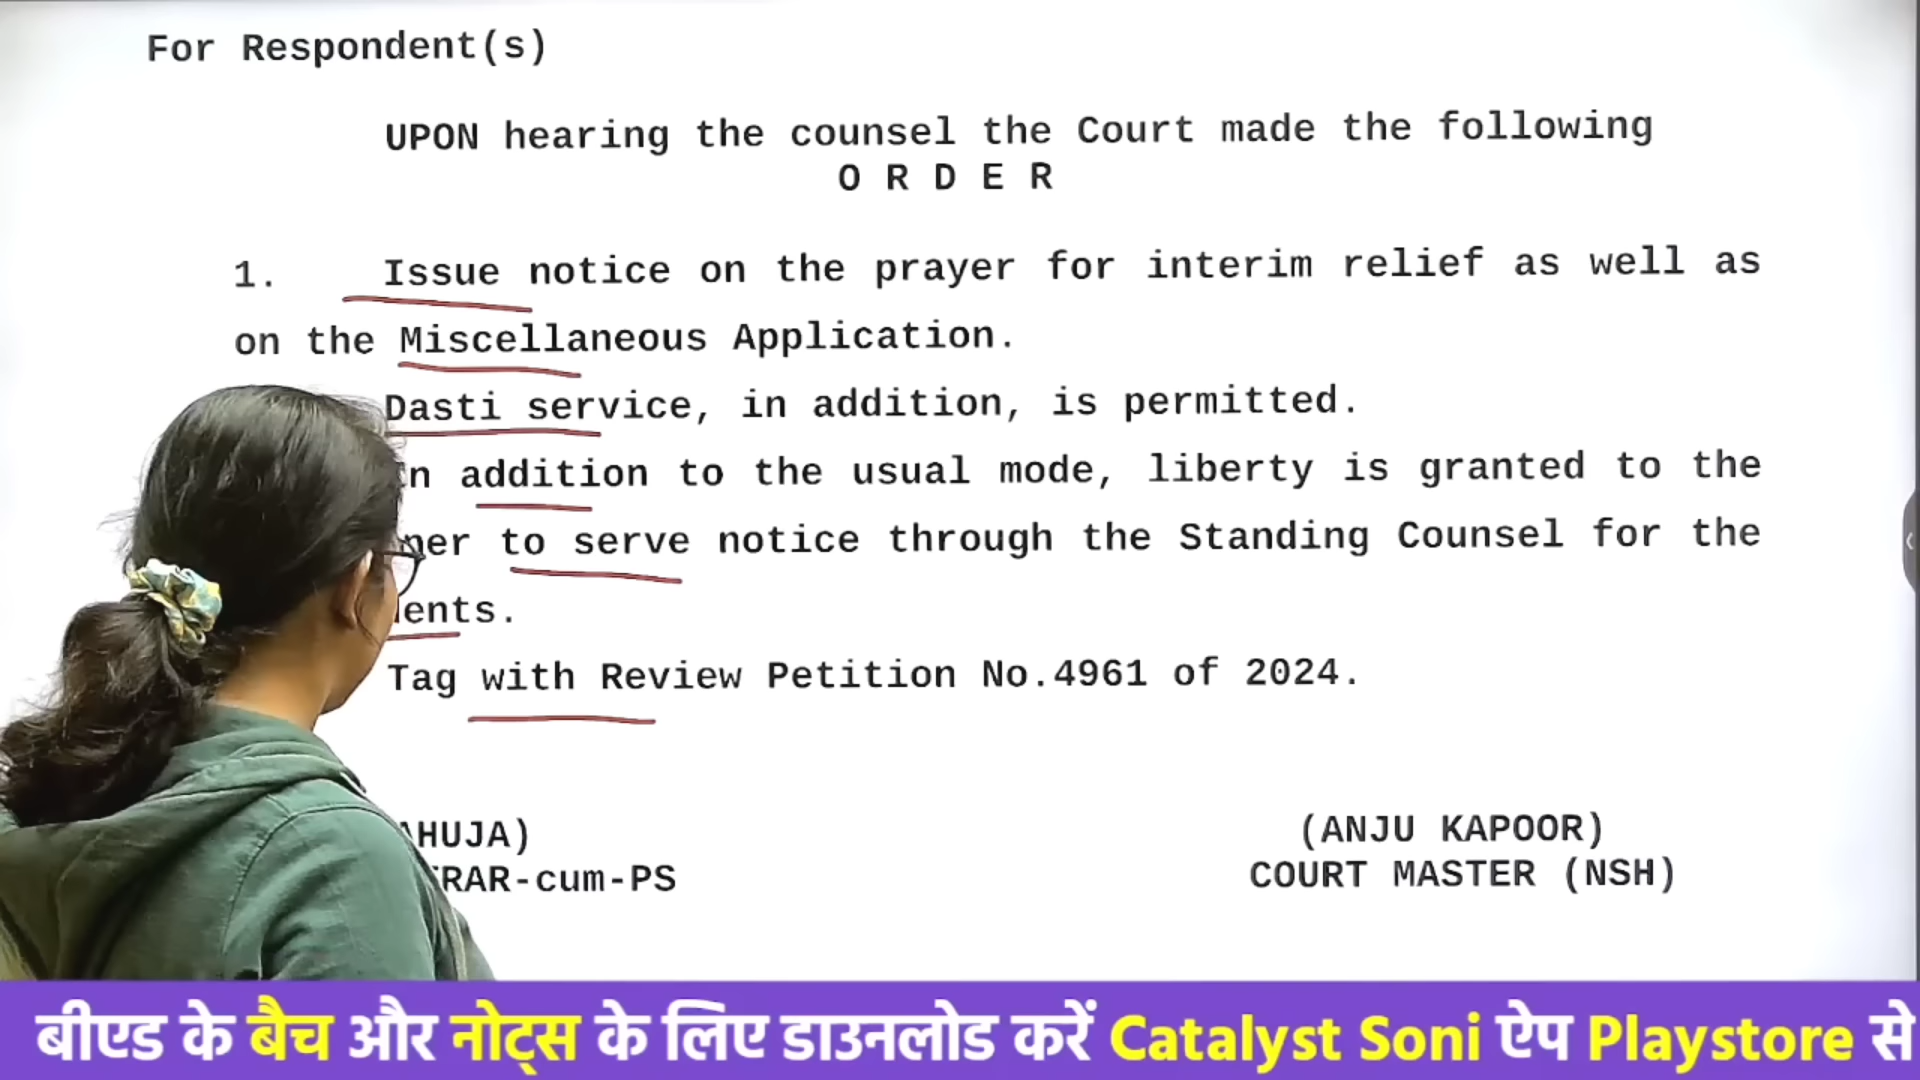 For Respondent(s)
UPON hearing the counsel the Court made the following
O R D E R
1. Issue notice on the prayer for interim relief as well as
on the Miscellaneous Application.
Dasti service, in addition, is permitted.
addition to the usual mode, liberty is granted to the
to serve notice through the Standing Counsel for the
Tag with Review Petition No.4961 of 2024.
(ANJU KAPOOR)
-cum-PS COURT MASTER (NSH)
बीएड के बैच और नोट्स के लिए डाउनलोड करें Catalyst Soni ऐप Playstore से